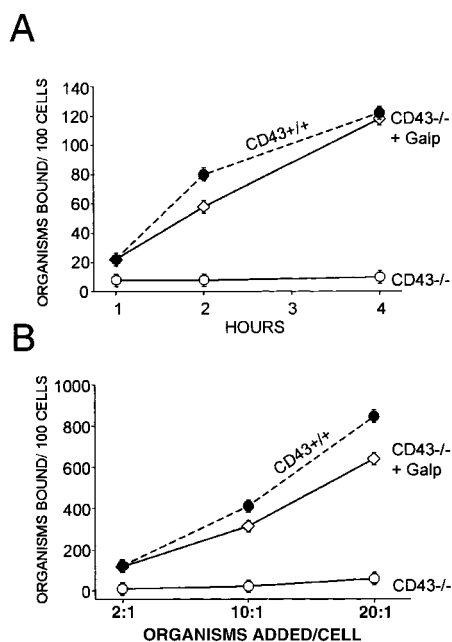 A
ORGANISMS BOUND/ 100 CELLS
140
120
100
80
60
40
20
0
CD43+/+
CD43-/-
+ Galp
CD43-/-
1
2
3
4
HOURS
B
ORGANISMS BOUND/ 100 CELLS
1000
800
600
400
200
0
CD43+/+
CD43-/-
+ Galp
CD43-/-
2:1
10:1
20:1
ORGANISMS ADDED/CELL